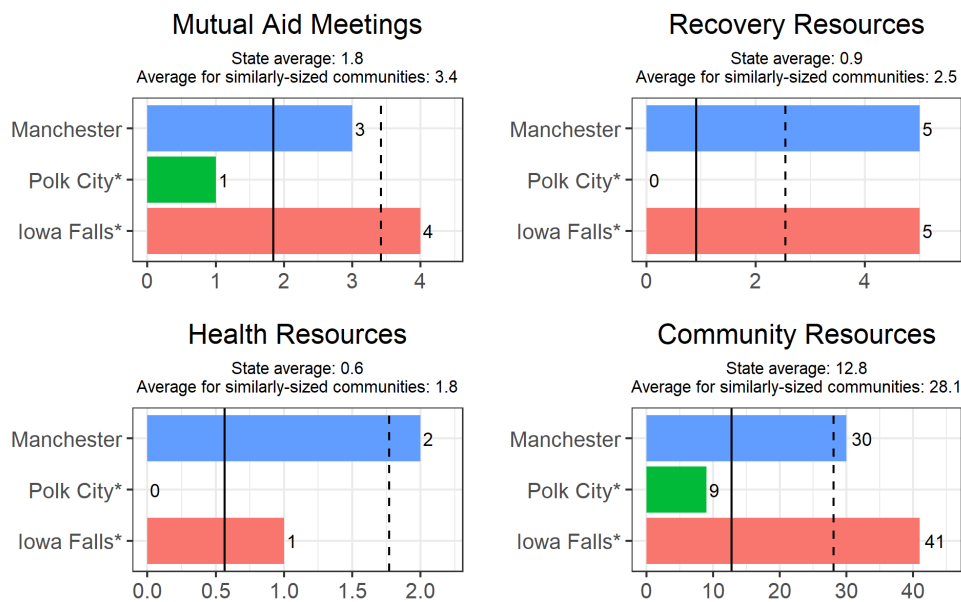 Mutual Aid Meetings
State average: 1.8
Average for similarly-sized communities: 3.4
Manchester
3
Polk City*
1
Iowa Falls*
4
0 1 2 3 4
Recovery Resources
State average: 0.9
Average for similarly-sized communities: 2.5
Manchester
5
Polk City*
0
Iowa Falls*
5
0 2 4
Health Resources
State average: 0.6
Average for similarly-sized communities: 1.8
Manchester
2
Polk City*
0
Iowa Falls*
1
0.0 0.5 1.0 1.5 2.0
Community Resources
State average: 12.8
Average for similarly-sized communities: 28.1
Manchester
30
Polk City*
9
Iowa Falls*
41
0 10 20 30 40